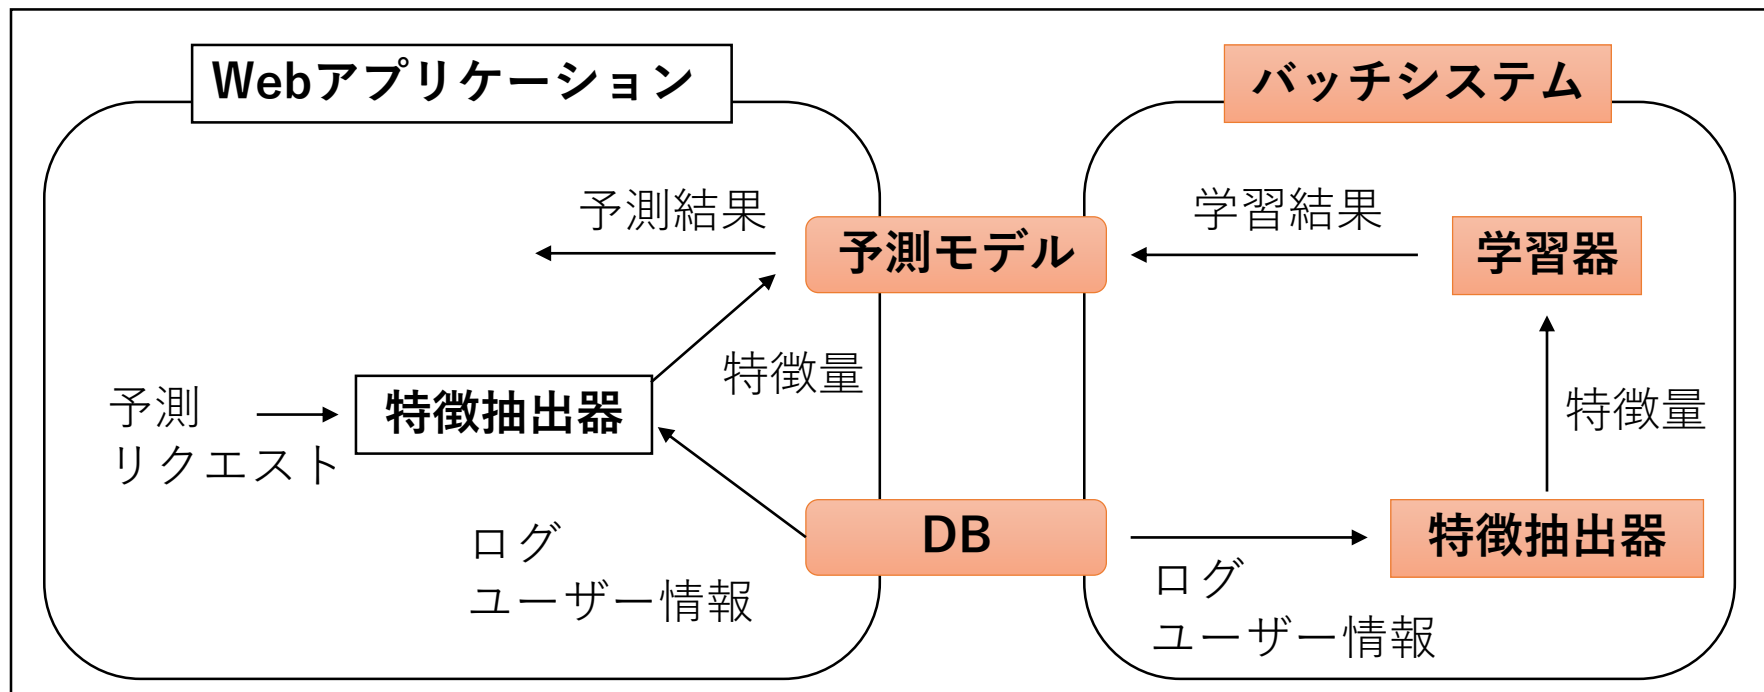 Webアプリケーション
バッチシステム
予測結果
予測モデル
学習結果
学習器
特徴量
予測
リクエスト
特徴抽出器
特徴量
ログ
ユーザー情報
DB
ログ
ユーザー情報
特徴抽出器